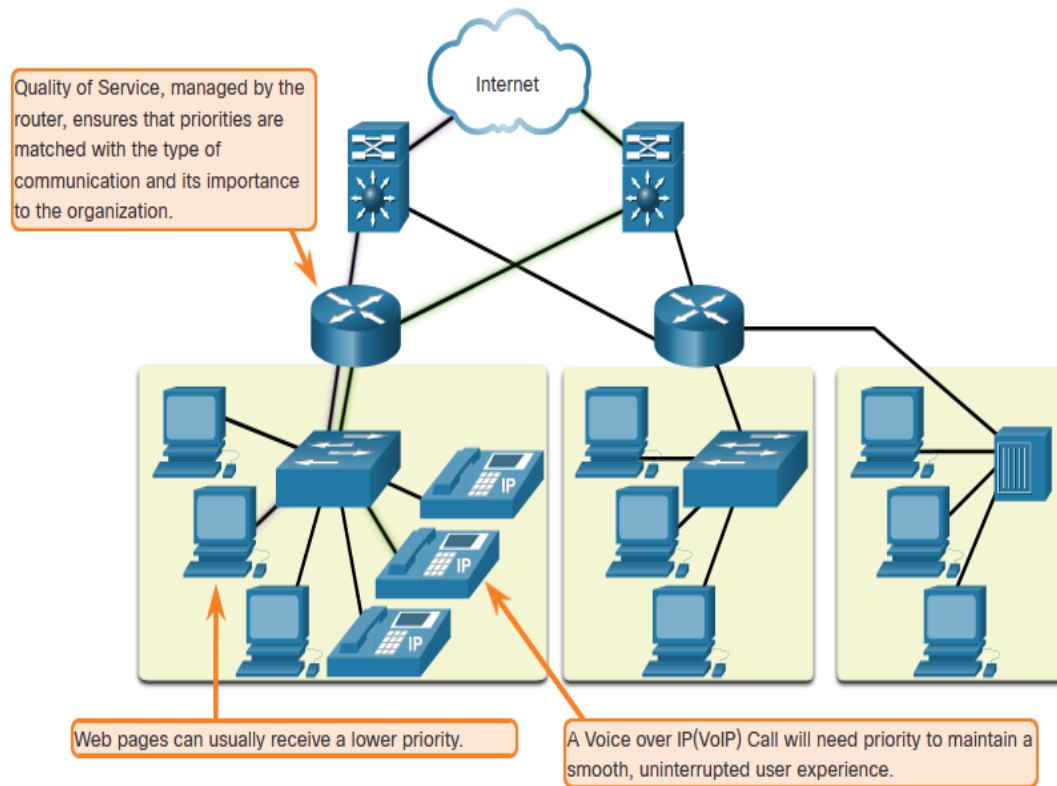 Internet
Quality of Service, managed by the
router, ensures that priorities are
matched with the type of
communication and its importance
to the organization.
IP
IP
IP
Web pages can usually receive a lower priority.
A Voice over IP(VoIP) Call will need priority to maintain a
smooth, uninterrupted user experience.